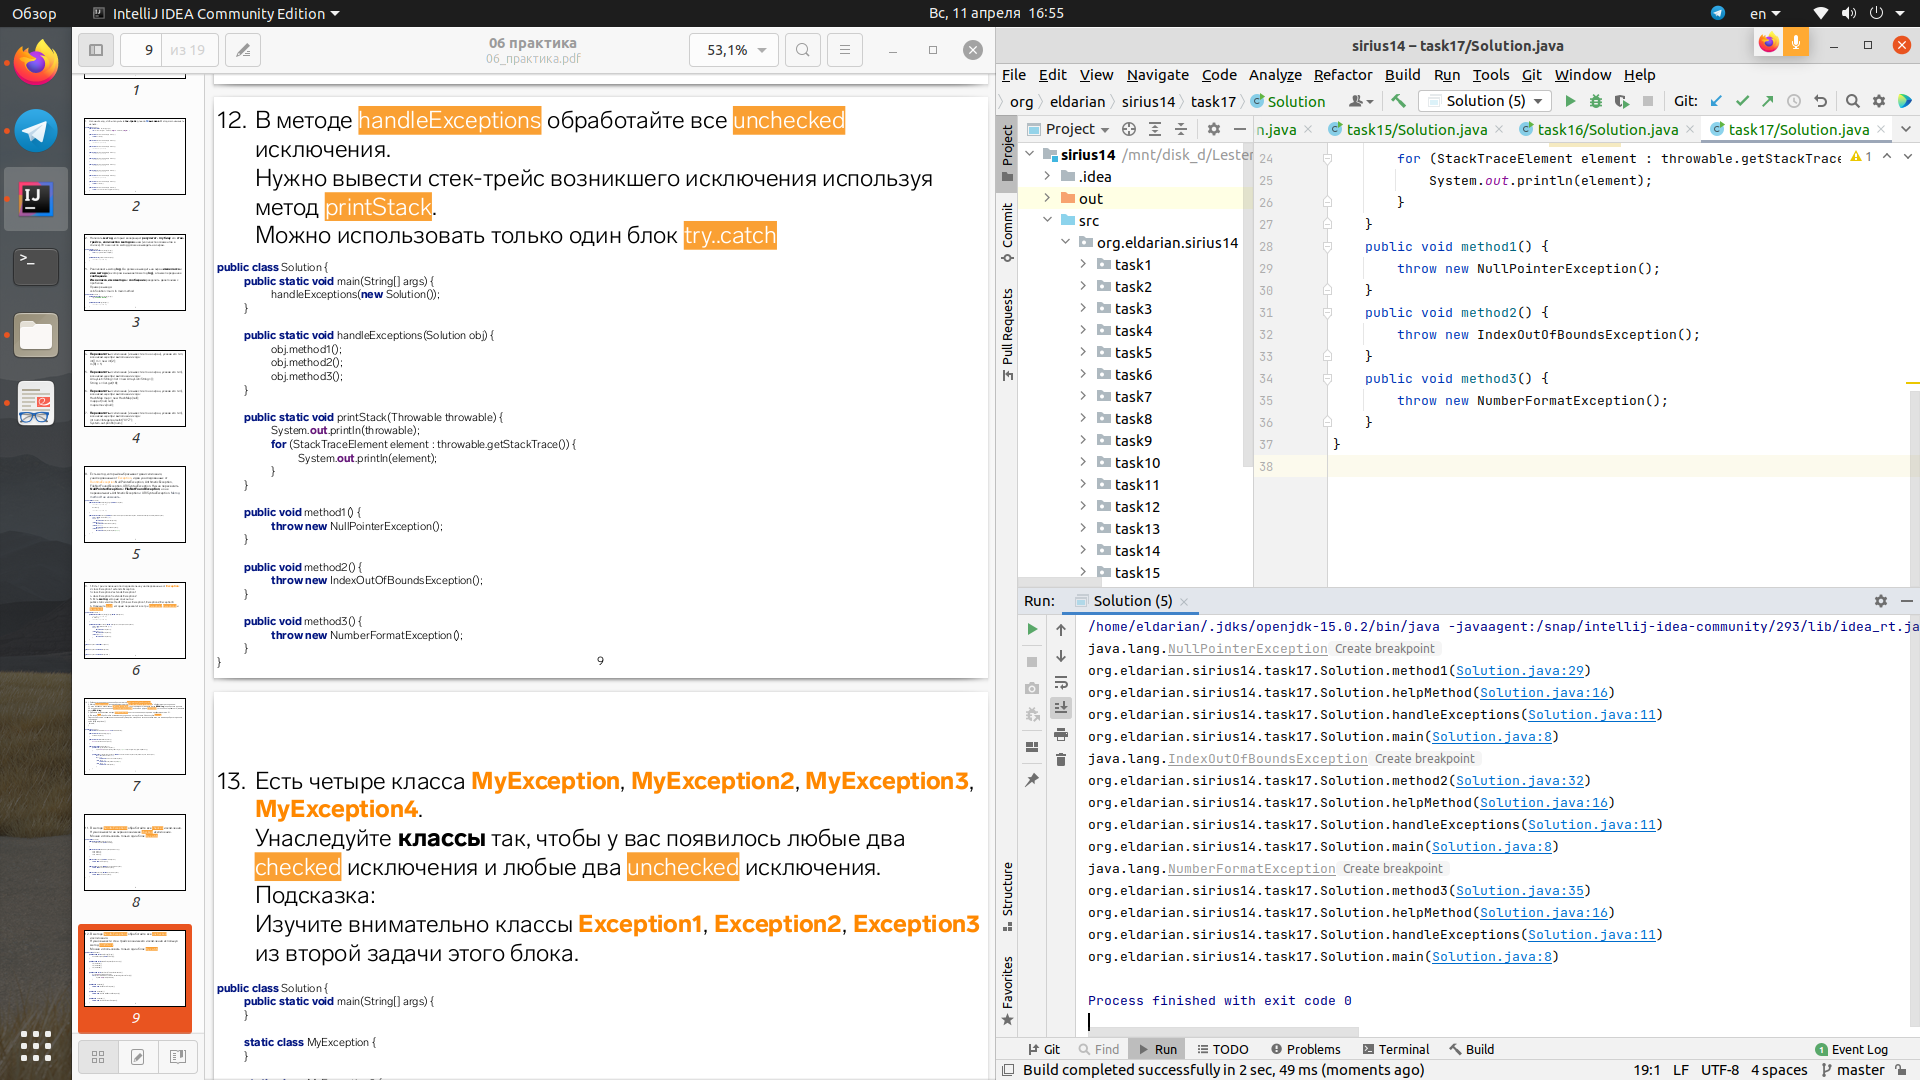 Обзор
IntelliJ IDEA Community Edition
Вс, 11 апреля 16:55
en
9
из 19
06 практика
06_практика.pdf
53,1%
1
2
3
4
5
6
7
8
9
12. В методе handleExceptions обработайте все unchecked
исключения.
Нужно вывести стек-трейс возникшего исключения используя
метод printStack.
Можно использовать только один блок try..catch
public class Solution {
public static void main(String[] args) {
handleExceptions(new Solution());
}
public static void handleExceptions(Solution obj) {
obj.method1();
obj.method2();
obj.method3();
}
public static void printStack(Throwable throwable) {
System.out.println(throwable);
for (StackTraceElement element : throwable.getStackTrace()) {
System.out.println(element);
}
}
public void method1() {
throw new NullPointerException();
}
public void method2() {
throw new IndexOutOfBoundsException();
}
public void method3() {
throw new NumberFormatException();
}
}
9
13. Есть четыре класса MyException, MyException2, MyException3,
MyException4.
Унаследуйте классы так, чтобы у вас появилось любые два
checked исключения и любые два unchecked исключения.
Подсказка:
Изучите внимательно классы Exception1, Exception2, Exception3
из второй задачи этого блока.
public class Solution {
public static void main(String[] args) {
}
static class MyException {
}
sirius14 – task17/Solution.java
File Edit View Navigate Code Analyze Refactor Build Run Tools Git Window Help
org eldarian sirius14 task17 Solution
Solution (5)
Git:
Project
n.java
task15/Solution.java
task16/Solution.java
task17/Solution.java
Project
Commit
Pull Requests
Structure
Favorites
sirius14 /mnt/disk_d/Lester
.idea
out
src
org.eldarian.sirius14
task1
task2
task3
task4
task5
task6
task7
task8
task9
task10
task11
task12
task13
task14
task15
1
24 for (StackTraceElement element : throwable.getStackTrace
25 System.out.println(element);
26 }
27 }
28 public void method1() {
29 throw new NullPointerException();
30 }
31 public void method2() {
32 throw new IndexOutOfBoundsException();
33 }
34 public void method3() {
35 throw new NumberFormatException();
36 }
37 }
38
Run: Solution (5)
/home/eldarian/.jdks/openjdk-15.0.2/bin/java -javaagent:/snap/intellij-idea-community/293/lib/idea_rt.ja
java.lang.NullPointerException Create breakpoint
org.eldarian.sirius14.task17.Solution.method1(Solution.java:29)
org.eldarian.sirius14.task17.Solution.helpMethod(Solution.java:16)
org.eldarian.sirius14.task17.Solution.handleExceptions(Solution.java:11)
org.eldarian.sirius14.task17.Solution.main(Solution.java:8)
java.lang.IndexOutOfBoundsException Create breakpoint
org.eldarian.sirius14.task17.Solution.method2(Solution.java:32)
org.eldarian.sirius14.task17.Solution.helpMethod(Solution.java:16)
org.eldarian.sirius14.task17.Solution.handleExceptions(Solution.java:11)
org.eldarian.sirius14.task17.Solution.main(Solution.java:8)
java.lang.NumberFormatException Create breakpoint
org.eldarian.sirius14.task17.Solution.method3(Solution.java:35)
org.eldarian.sirius14.task17.Solution.helpMethod(Solution.java:16)
org.eldarian.sirius14.task17.Solution.handleExceptions(Solution.java:11)
org.eldarian.sirius14.task17.Solution.main(Solution.java:8)
Process finished with exit code 0
Git Find Run TODO Problems Terminal Build
1 Event Log
Build completed successfully in 2 sec, 49 ms (moments ago)
19:1 LF UTF-8 4 spaces master